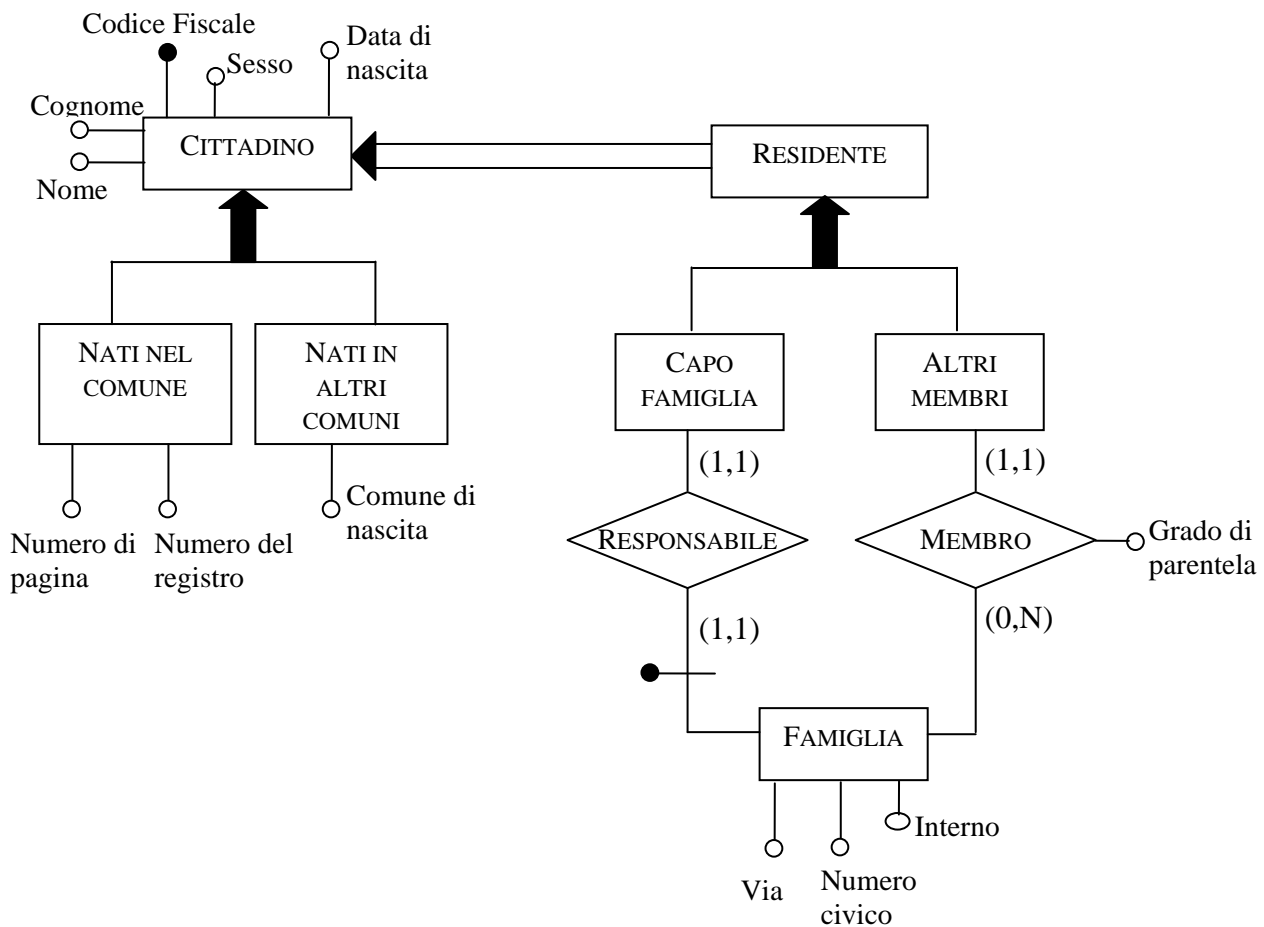 Codice Fiscale
Sesso
Data di
nascita
Cognome
Nome
CITTADINO
RESIDENTE
NATI NEL
COMUNE
NATI IN
ALTRI
COMUNI
CAPO
FAMIGLIA
ALTRI
MEMBRI
(1,1)
(1,1)
Numero di
pagina
Numero del
registro
Comune di
nascita
RESPONSABILE
MEMBRO
Grado di
parentela
(1,1)
(0,N)
FAMIGLIA
Interno
Via
Numero
civico